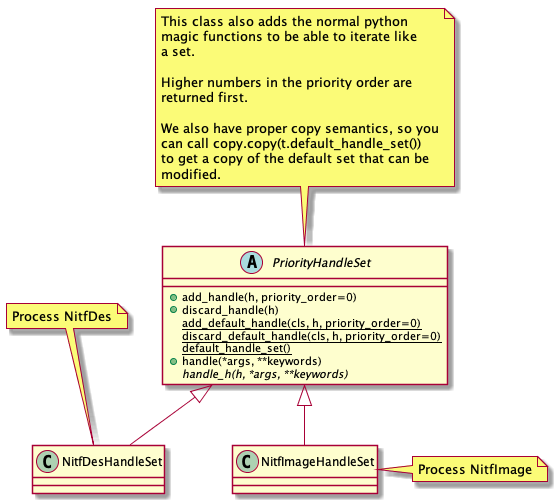 This class also adds the normal python
magic functions to be able to iterate like
a set.
Higher numbers in the priority order are
returned first.
We also have proper copy semantics, so you
can call copy.copy(t.default_handle_set())
to get a copy of the default set that can be
modified.
A PriorityHandleSet
add_handle(h, priority_order=0)
discard_handle(h)
add_default_handle(cls, h, priority_order=0)
discard_default_handle(cls, h, priority_order=0)
default_handle_set()
handle(*args, **keywords)
handle_h(h, *args, **keywords)
Process NitfDes
C NitfDesHandleSet
C NitfImageHandleSet
Process NitfImage